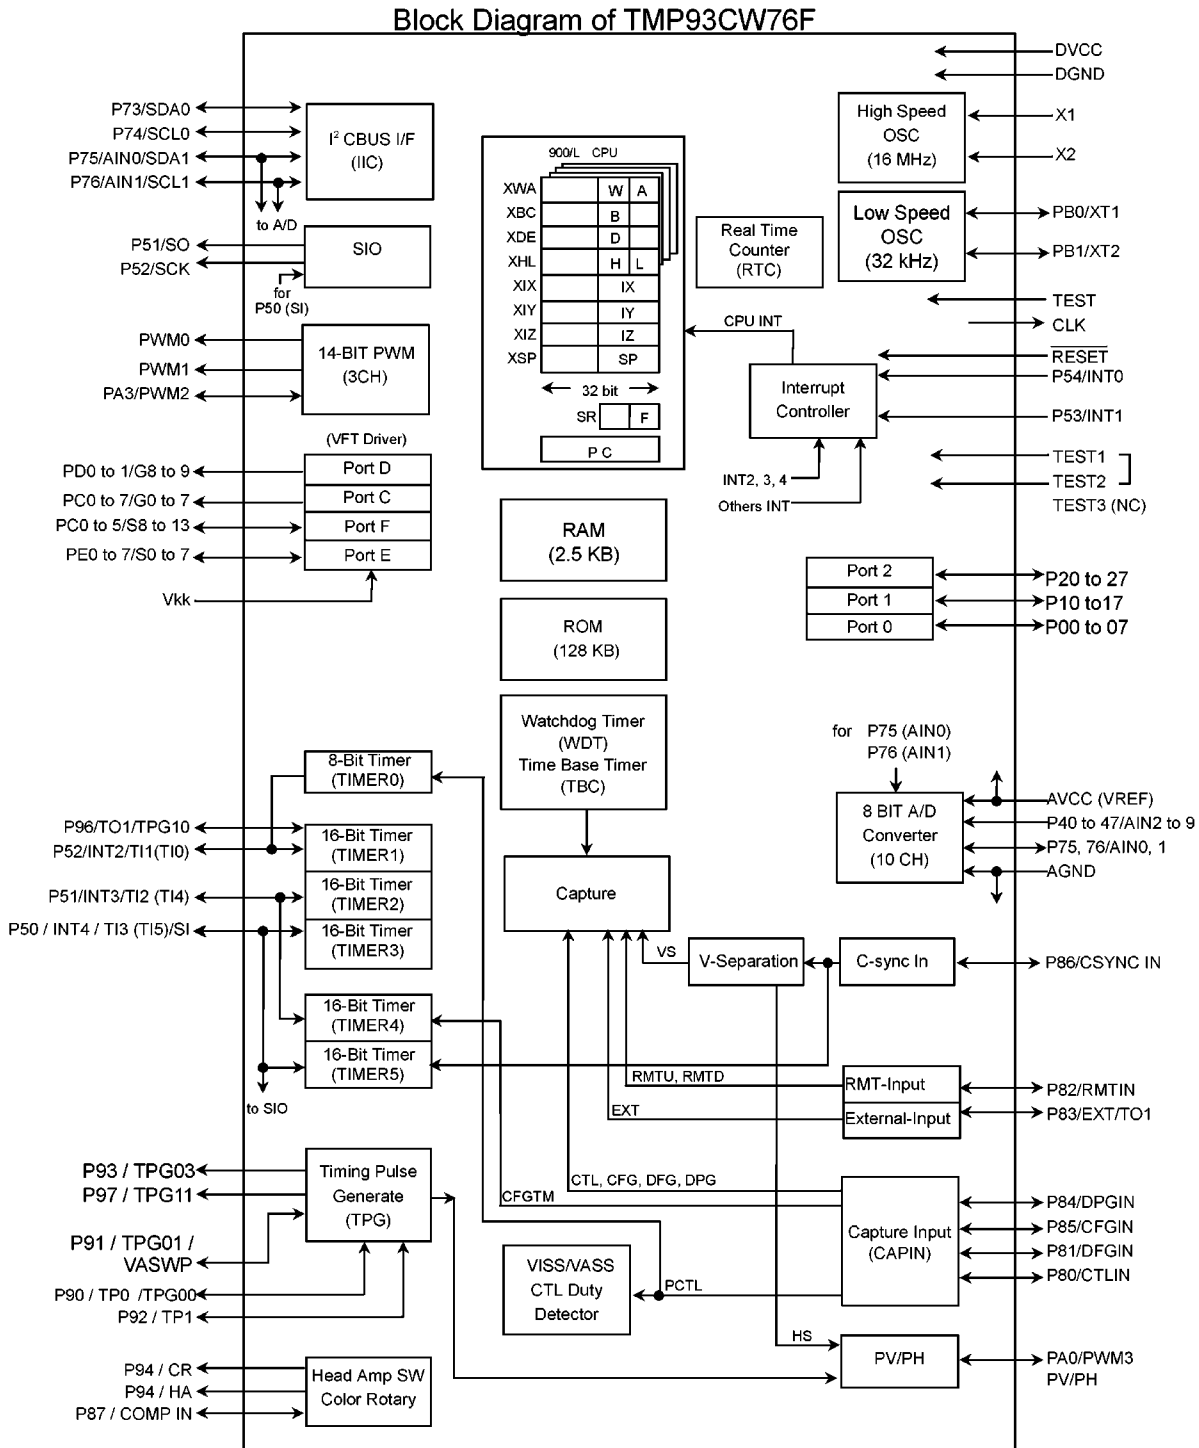 Block Diagram of TMP93CW76F
DVCC
DGND
P73/SDA0
P74/SCL0
P75/AIN0/SDA1
P76/AIN1/SCL1
I² CBUS I/F
(IIC)
to A/D
High Speed
OSC
(16 MHz)
X1
X2
900/L CPU
XWA W A
XBC B
XDE D
XHL H L
XIX IX
XIY IY
XIZ IZ
XSP SP
32 bit
SR F
P C
Real Time
Counter
(RTC)
Low Speed
OSC
(32 kHz)
PB0/XT1
PB1/XT2
P51/SO
P52/SCK
SIO
for
P50 (SI)
TEST
CLK
PWM0
PWM1
PA3/PWM2
14-BIT PWM
(3CH)
CPU INT
RESET
P54/INT0
P53/INT1
Interrupt
Controller
INT2, 3, 4
Others INT
TEST1
TEST2
TEST3 (NC)
(VFT Driver)
PD0 to 1/G8 to 9
Port D
PC0 to 7/G0 to 7
Port C
PC0 to 5/S8 to 13
Port F
PE0 to 7/S0 to 7
Port E
Vkk
RAM
(2.5 KB)
ROM
(128 KB)
Port 2
P20 to 27
Port 1
P10 to17
Port 0
P00 to 07
Watchdog Timer
(WDT)
Time Base Timer
(TBC)
for P75 (AIN0)
P76 (AIN1)
8 BIT A/D
Converter
(10 CH)
AVCC (VREF)
P40 to 47/AIN2 to 9
P75, 76/AIN0, 1
AGND
8-Bit Timer
(TIMER0)
P96/TO1/TPG10
P52/INT2/TI1(TI0)
16-Bit Timer
(TIMER1)
P51/INT3/TI2 (TI4)
16-Bit Timer
(TIMER2)
P50 / INT4 / TI3 (TI5)/SI
16-Bit Timer
(TIMER3)
Capture
VS
V-Separation
C-sync In
P86/CSYNC IN
16-Bit Timer
(TIMER4)
16-Bit Timer
(TIMER5)
to SIO
RMTU, RMTD
EXT
RMT-Input
External-Input
P82/RMTIN
P83/EXT/TO1
P93 / TPG03
P97 / TPG11
P91 / TPG01 /
VASWP
P90 / TP0 /TPG00
P92 / TP1
Timing Pulse
Generate
(TPG)
CTL, CFG, DFG, DPG
CFGTM
Capture Input
(CAPIN)
P84/DPGIN
P85/CFGIN
P81/DFGIN
P80/CTLIN
VISS/VASS
CTL Duty
Detector
PCTL
HS
PV/PH
PA0/PWM3
PV/PH
P94 / CR
P94 / HA
P87 / COMP IN
Head Amp SW
Color Rotary